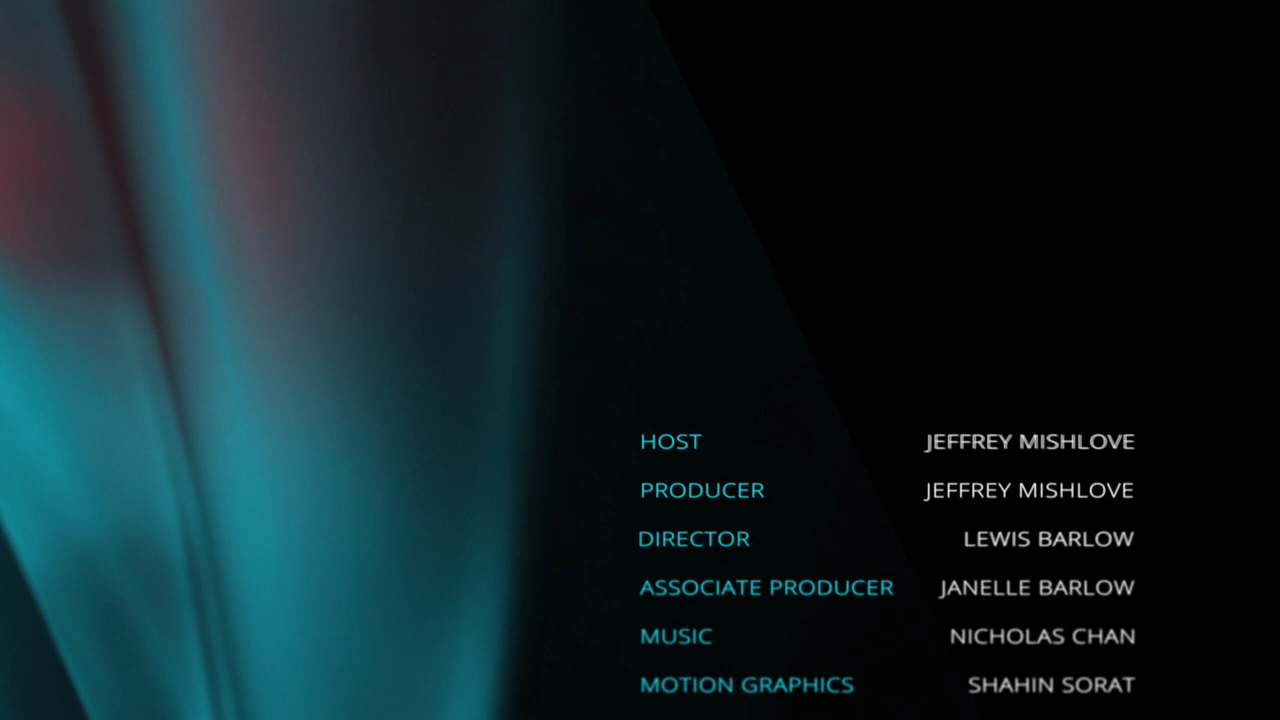 HOST JEFFREY MISHLOVE
PRODUCER JEFFREY MISHLOVE
DIRECTOR LEWIS BARLOW
ASSOCIATE PRODUCER JANELLE BARLOW
MUSIC NICHOLAS CHAN
MOTION GRAPHICS SHAHIN SORAT